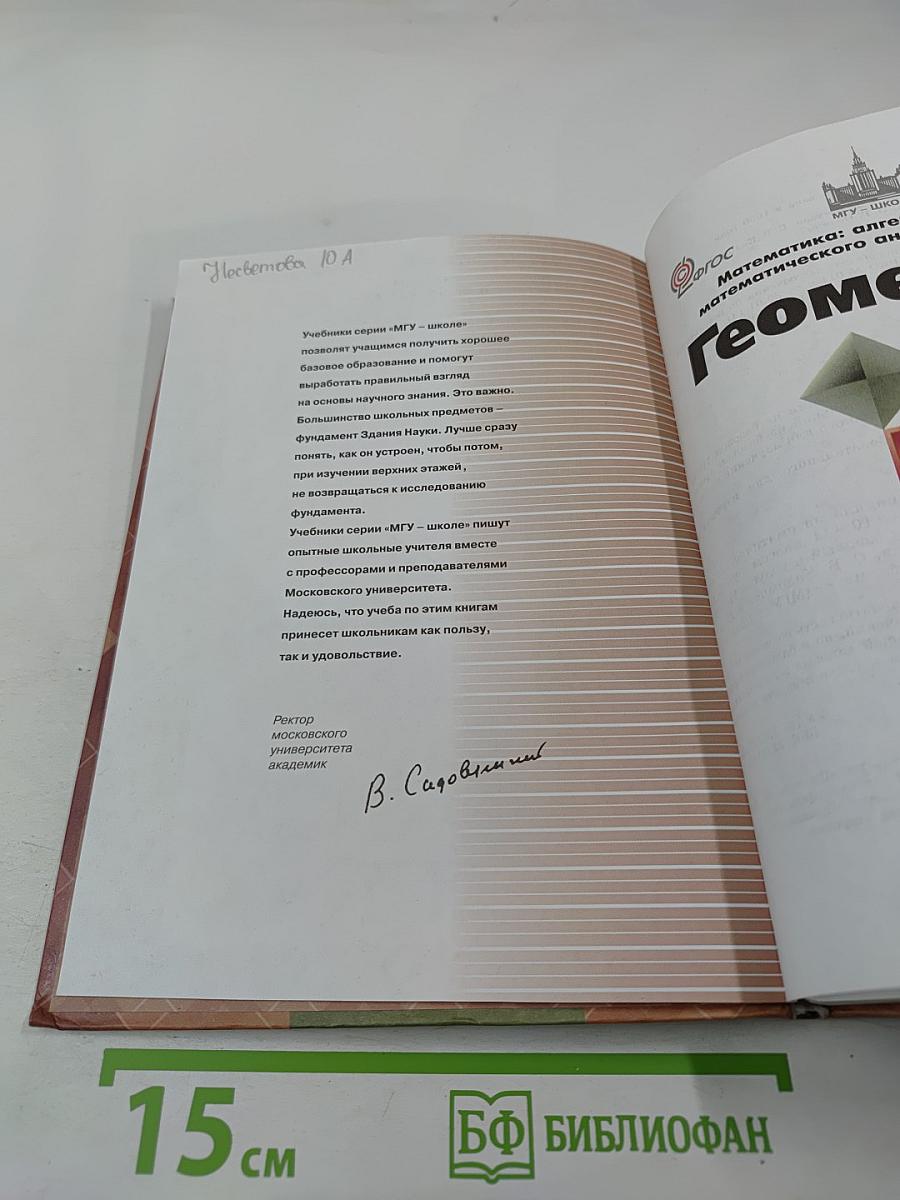 Несветова 10 А
Учебники серии «МГУ – школе»
позволят учащимся получить хорошее
базовое образование и помогут
выработать правильный взгляд
на основы научного знания. Это важно.
Большинство школьных предметов –
фундамент Здания Науки. Лучше сразу
понять, как он устроен, чтобы потом,
при изучении верхних этажей,
не возвращаться к исследованию
фундамента.
Учебники серии «МГУ – школе» пишут
опытные школьные учителя вместе
с профессорами и преподавателями
Московского университета.
Надеюсь, что учеба по этим книгам
принесет школьникам как пользу,
так и удовольствие.
Ректор
московского
университета
академик
В. Садовничий
МГУ – ШКО
ФГОС
Математика: алге
математического ан
Геоме
15 см
БФ БИБЛИОФАН